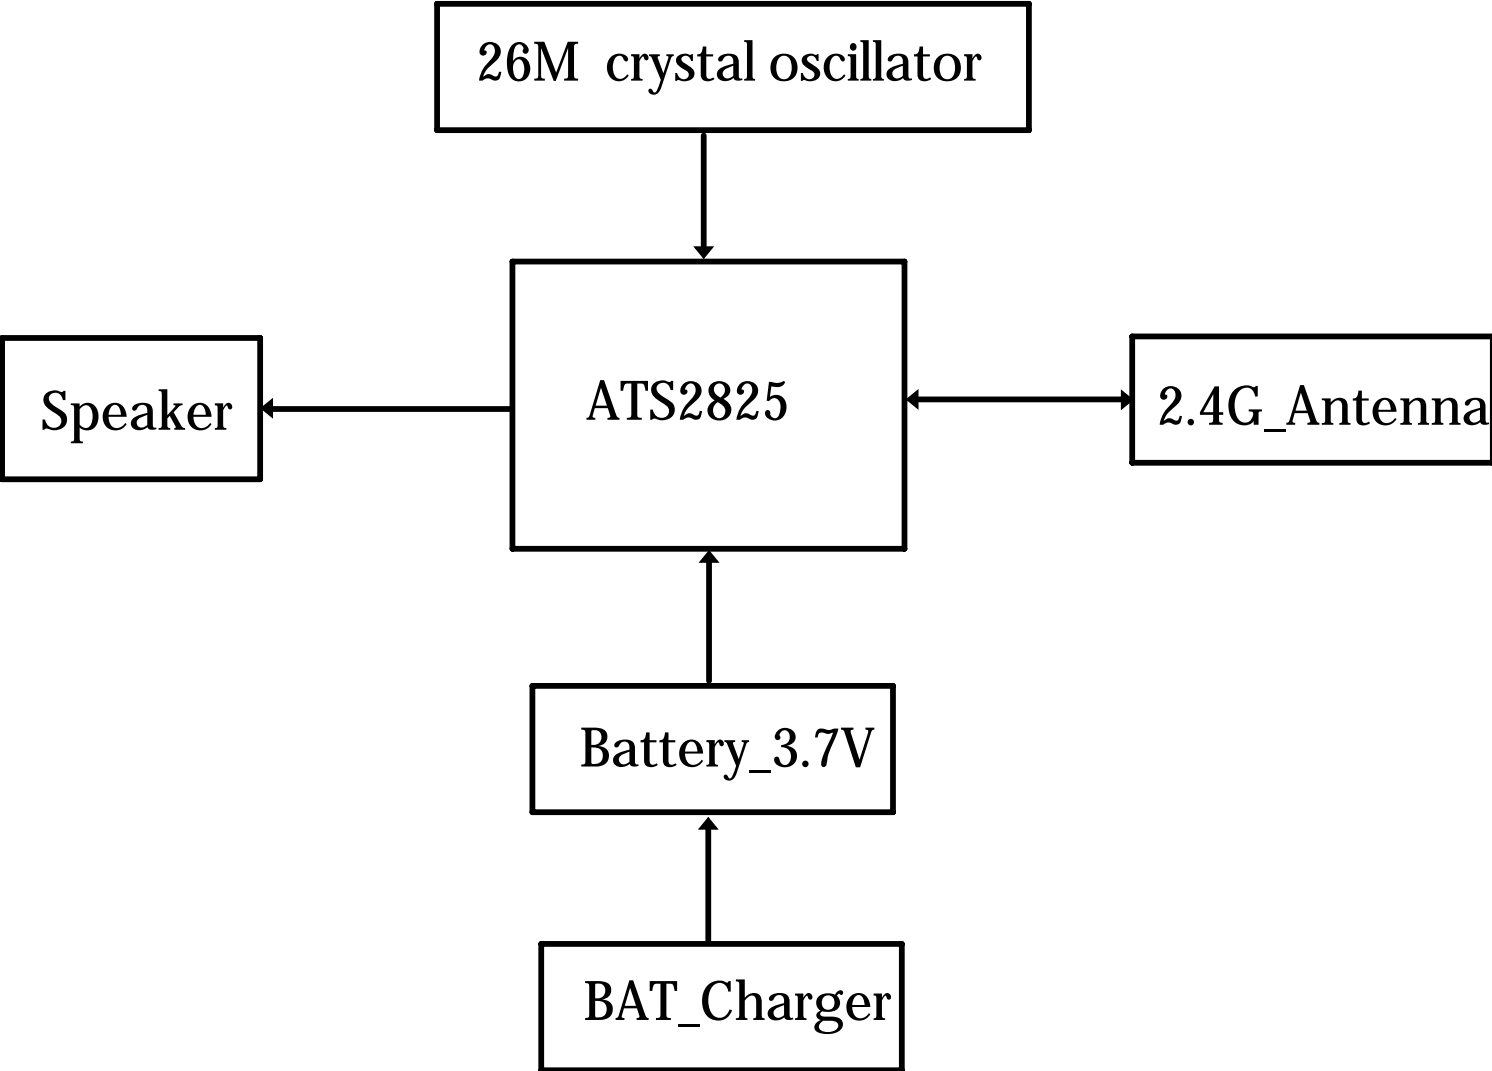 26M crystal oscillator
Speaker
ATS2825
2.4G_Antenna
Battery_3.7V
BAT_Charger